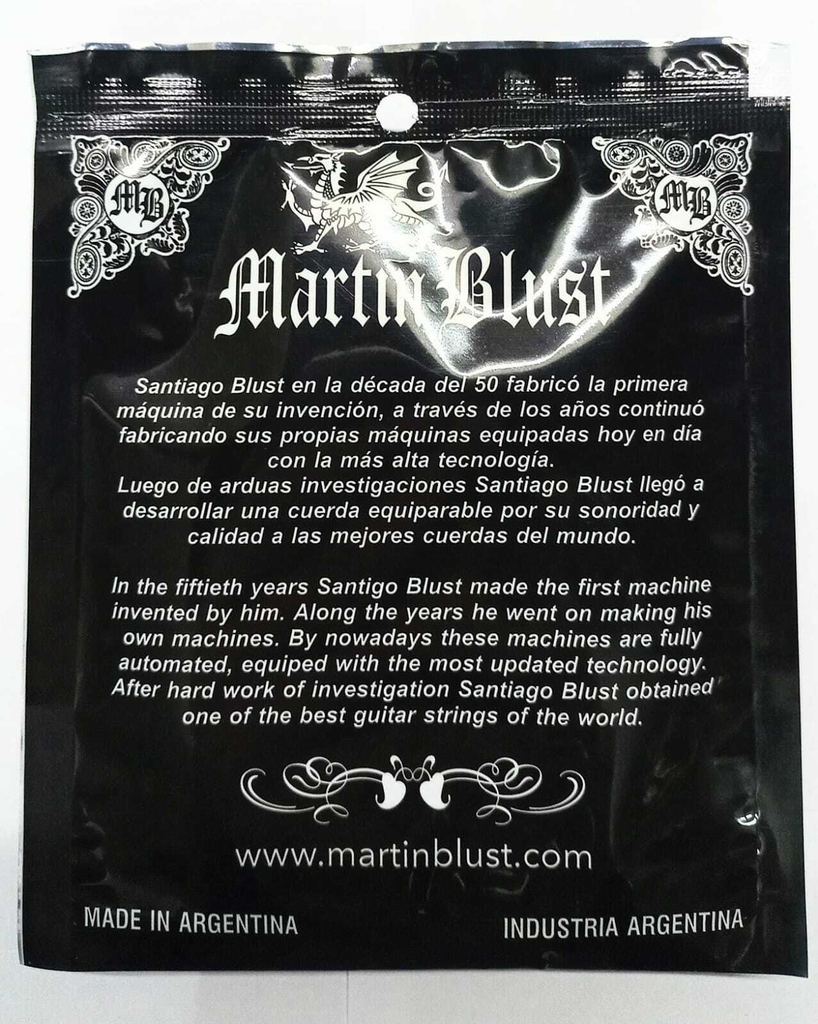 MB
MB
Martin Blust
Santiago Blust en la década del 50 fabricó la primera
máquina de su invención, a través de los años continuó
fabricando sus propias máquinas equipadas hoy en día
con la más alta tecnología.
Luego de arduas investigaciones Santiago Blust llegó a
desarrollar una cuerda equiparable por su sonoridad y
calidad a las mejores cuerdas del mundo.
In the fiftieth years Santigo Blust made the first machine
invented by him. Along the years he went on making his
own machines. By nowadays these machines are fully
automated, equiped with the most updated technology.
After hard work of investigation Santiago Blust obtained
one of the best guitar strings of the world.
www.martinblust.com
MADE IN ARGENTINA
INDUSTRIA ARGENTINA